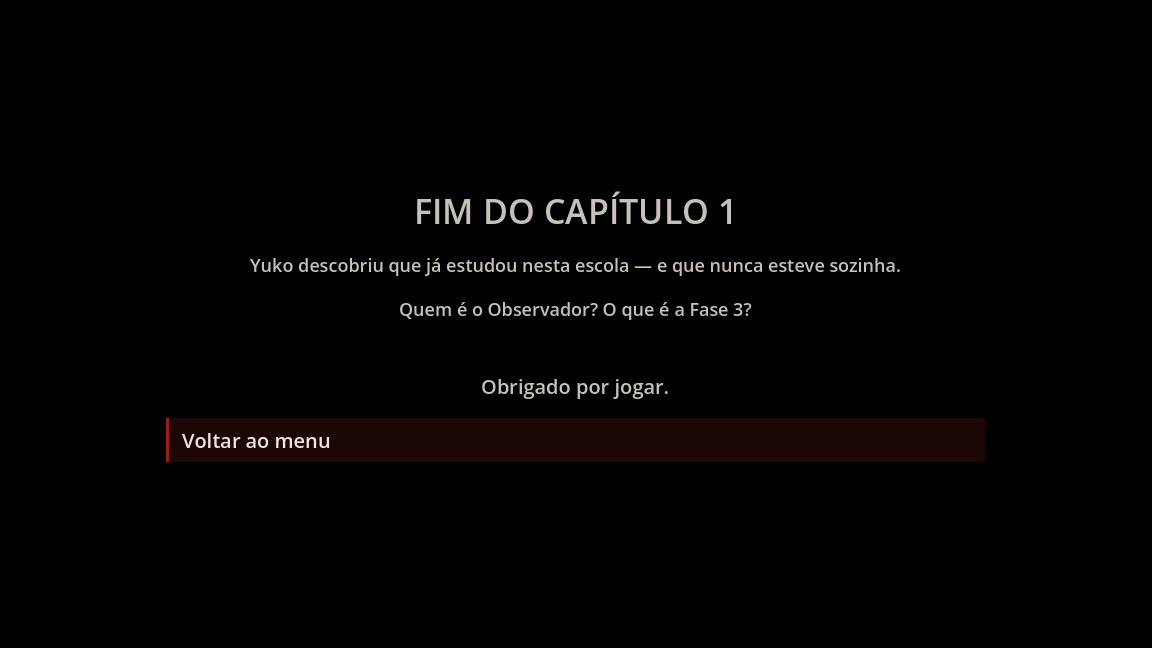 FIM DO CAPÍTULO 1
Yuko descobriu que já estudou nesta escola — e que nunca esteve sozinha.
Quem é o Observador? O que é a Fase 3?
Obrigado por jogar.
Voltar ao menu